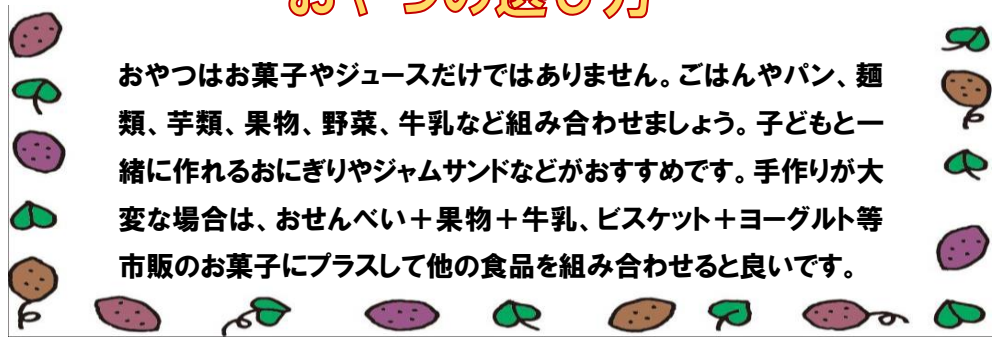 おやつの選び方
おやつはお菓子やジュースだけではありません。ごはんやパン、麺
類、芋類、果物、野菜、牛乳など組み合わせましょう。子どもと一
緒に作れるおにぎりやジャムサンドなどがおすすめです。手作りが大
変な場合は、おせんべい＋果物＋牛乳、ビスケット＋ヨーグルト等
市販のお菓子にプラスして他の食品を組み合わせると良いです。